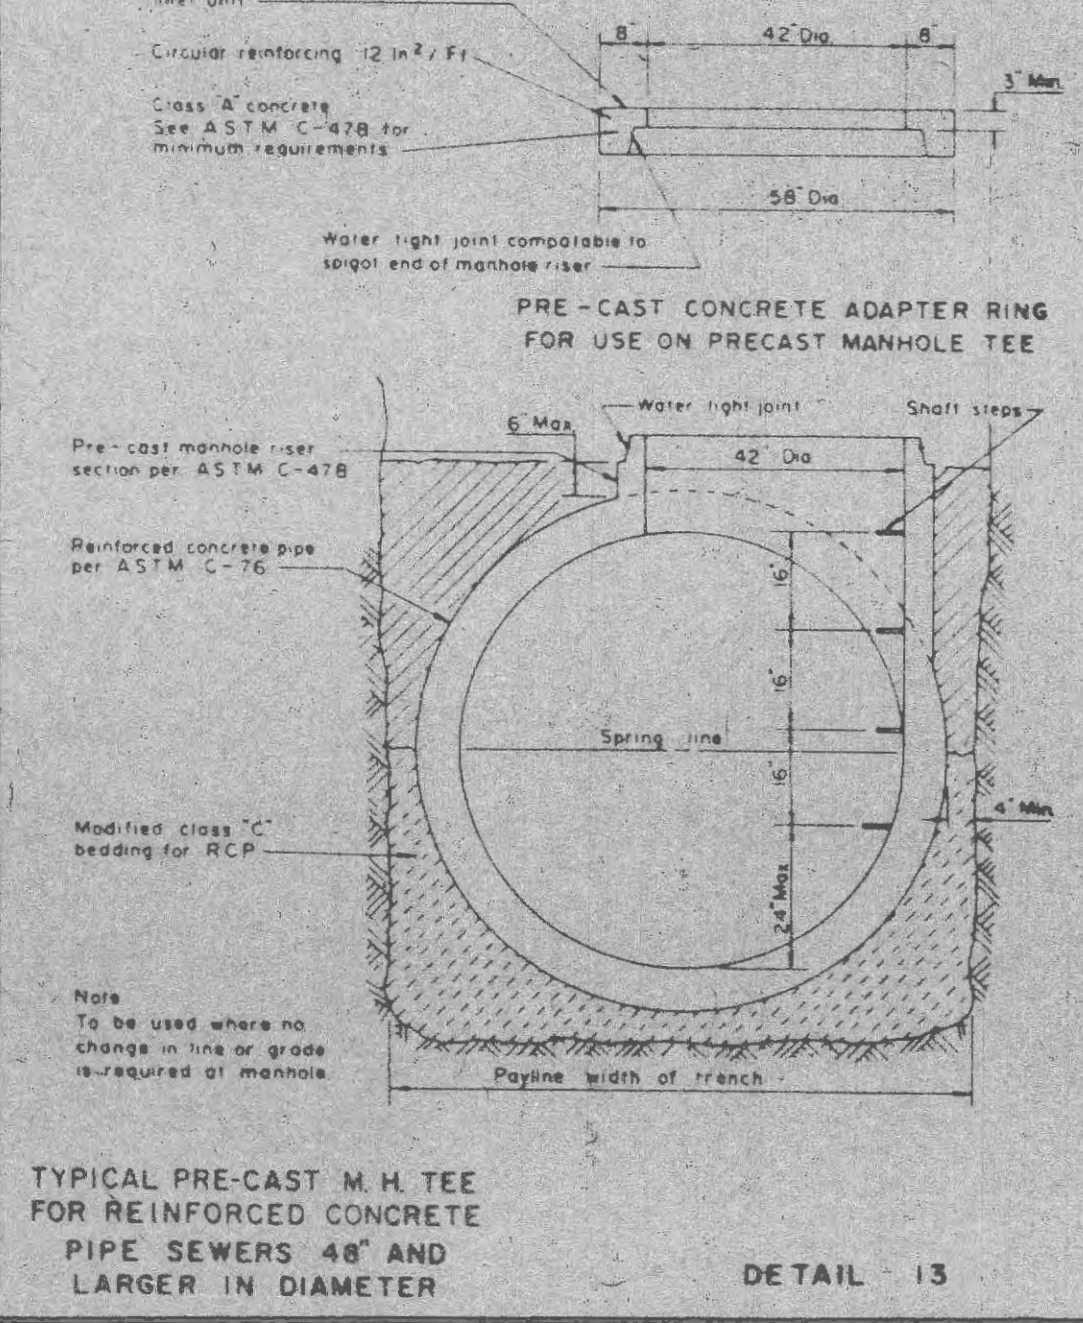 unit
Circular reinforcing 12 in² / Ft
8" 42" Dia 8"
3" Min.
Class "A" concrete
See ASTM C-478 for
minimum requirements
58" Dia
Water tight joint compatable to
spigot end of manhole riser
PRE-CAST CONCRETE ADAPTER RING
FOR USE ON PRECAST MANHOLE TEE
Water tight joint
Shaft steps
6" Max
Pre-cast manhole riser
section per ASTM C-478
42" Dia
Reinforced concrete pipe
per ASTM C-76
16"
16"
Spring line
16"
4" Min.
Modified class "C"
bedding for RCP
24" Max
Note
To be used where no
change in line or grade
is required at manhole.
Payline width of trench
TYPICAL PRE-CAST M. H. TEE
FOR REINFORCED CONCRETE
PIPE SEWERS 48" AND
LARGER IN DIAMETER
DETAIL - 13